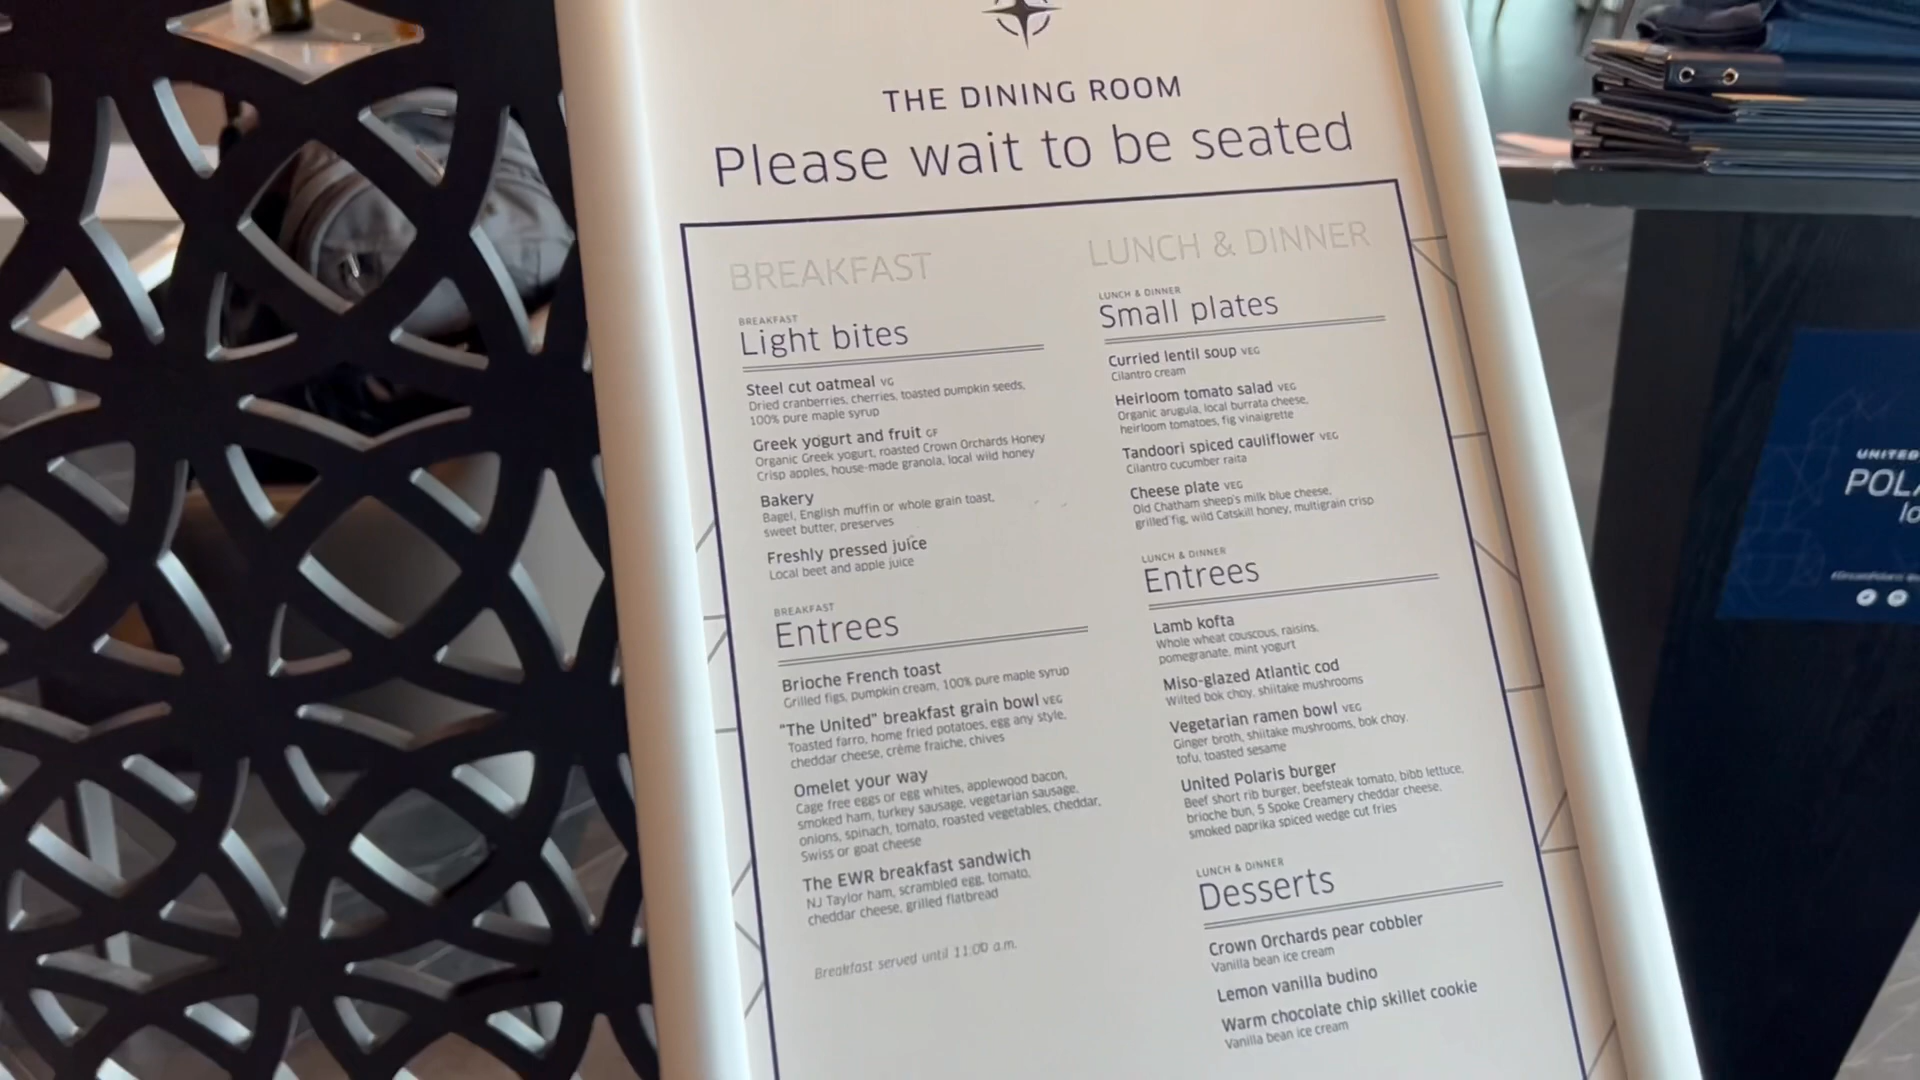 THE DINING ROOM
Please wait to be seated
BREAKFAST
BREAKFAST
Light bites
Steel cut oatmeal VG
Dried cranberries, cherries, toasted pumpkin seeds,
100% pure maple syrup
Greek yogurt and fruit GF
Organic Greek yogurt, roasted Crown Orchards Honey
Crisp apples, house-made granola, local wild honey
Bakery
Bagel, English muffin or whole grain toast,
sweet butter, preserves
Freshly pressed juice
Local beet and apple juice
BREAKFAST
Entrees
Brioche French toast
Grilled figs, pumpkin cream, 100% pure maple syrup
"The United" breakfast grain bowl VEG
Toasted farro, home fried potatoes, egg any style,
cheddar cheese, crème fraiche, chives
Omelet your way
Cage free eggs or egg whites, applewood bacon,
smoked ham, turkey sausage, vegetarian sausage,
onions, spinach, tomato, roasted vegetables, cheddar,
Swiss or goat cheese
The EWR breakfast sandwich
NJ Taylor ham, scrambled egg, tomato,
cheddar cheese, grilled flatbread
Breakfast served until 11:00 a.m.
LUNCH & DINNER
LUNCH & DINNER
Small plates
Curried lentil soup VEG
Cilantro cream
Heirloom tomato salad VEG
Organic arugula, local burrata cheese,
heirloom tomatoes, fig vinaigrette
Tandoori spiced cauliflower VEG
Cilantro cucumber raita
Cheese plate VEG
Old Chatham sheep's milk blue cheese,
grilled fig, wild Catskill honey, multigrain crisp
LUNCH & DINNER
Entrees
Lamb kofta
Whole wheat couscous, raisins,
pomegranate, mint yogurt
Miso-glazed Atlantic cod
Wilted bok choy, shiitake mushrooms
Vegetarian ramen bowl VEG
Ginger broth, shiitake mushrooms, bok choy,
tofu, toasted sesame
United Polaris burger
Beef short rib burger, beefsteak tomato, bibb lettuce,
brioche bun, 5 Spoke Creamery cheddar cheese,
smoked paprika spiced wedge cut fries
LUNCH & DINNER
Desserts
Crown Orchards pear cobbler
Vanilla bean ice cream
Lemon vanilla budino
Warm chocolate chip skillet cookie
Vanilla bean ice cream
UNITED
POLA
lo